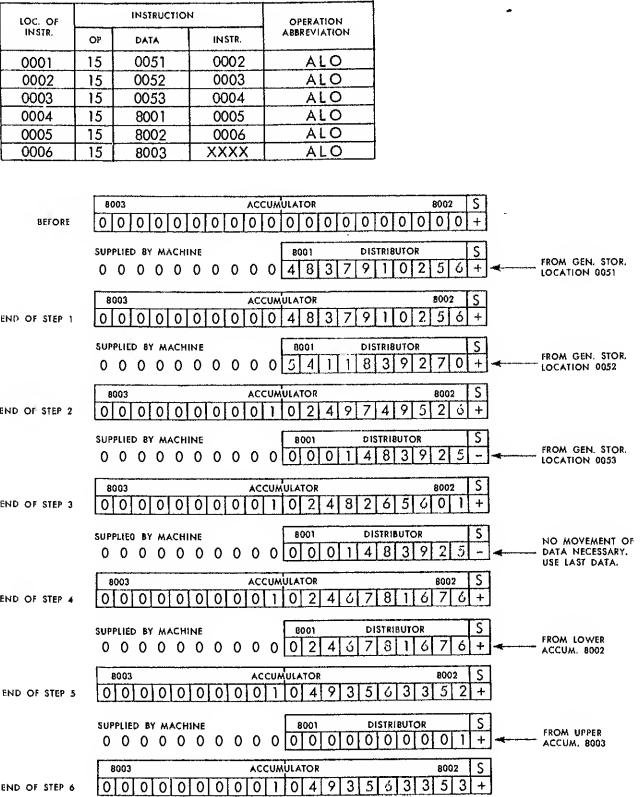 LOC. OF INSTR. INSTRUCTION OPERATION ABBREVIATION
OP DATA INSTR.
0001 15 0051 0002 ALO
0002 15 0052 0003 ALO
0003 15 0053 0004 ALO
0004 15 8001 0005 ALO
0005 15 8002 0006 ALO
0006 15 8003 XXXX ALO
8003 ACCUMULATOR 8002 S
BEFORE 0 0 0 0 0 0 0 0 0 0 0 0 0 0 0 0 0 0 0 0 +
SUPPLIED BY MACHINE 8001 DISTRIBUTOR S
0 0 0 0 0 0 0 0 0 0 4 8 3 7 9 1 0 2 5 6 + FROM GEN. STOR. LOCATION 0051
8003 ACCUMULATOR 8002 S
END OF STEP 1 0 0 0 0 0 0 0 0 0 0 4 8 3 7 9 1 0 2 5 6 +
SUPPLIED BY MACHINE 8001 DISTRIBUTOR S
0 0 0 0 0 0 0 0 0 0 5 4 1 1 8 3 9 2 7 0 + FROM GEN. STOR. LOCATION 0052
8003 ACCUMULATOR 8002 S
END OF STEP 2 0 0 0 0 0 0 0 0 0 1 0 2 4 9 7 4 9 5 2 6 +
SUPPLIED BY MACHINE 8001 DISTRIBUTOR S
0 0 0 0 0 0 0 0 0 0 0 0 0 1 4 8 3 9 2 5 - FROM GEN. STOR. LOCATION 0053
8003 ACCUMULATOR 8002 S
END OF STEP 3 0 0 0 0 0 0 0 0 0 1 0 2 4 8 2 6 5 6 0 1 +
SUPPLIED BY MACHINE 8001 DISTRIBUTOR S
0 0 0 0 0 0 0 0 0 0 0 0 0 1 4 8 3 9 2 5 - NO MOVEMENT OF DATA NECESSARY. USE LAST DATA.
8003 ACCUMULATOR 8002 S
END OF STEP 4 0 0 0 0 0 0 0 0 0 1 0 2 4 6 7 8 1 6 7 6 +
SUPPLIED BY MACHINE 8001 DISTRIBUTOR S
0 0 0 0 0 0 0 0 0 0 0 2 4 6 7 8 1 6 7 6 + FROM LOWER ACCUM. 8002
8003 ACCUMULATOR 8002 S
END OF STEP 5 0 0 0 0 0 0 0 0 0 1 0 4 9 3 5 6 3 3 5 2 +
SUPPLIED BY MACHINE 8001 DISTRIBUTOR S
0 0 0 0 0 0 0 0 0 0 0 0 0 0 0 0 0 0 0 1 + FROM UPPER ACCUM. 8003
8003 ACCUMULATOR 8002 S
END OF STEP 6 0 0 0 0 0 0 0 0 0 1 0 4 9 3 5 6 3 3 5 3 +